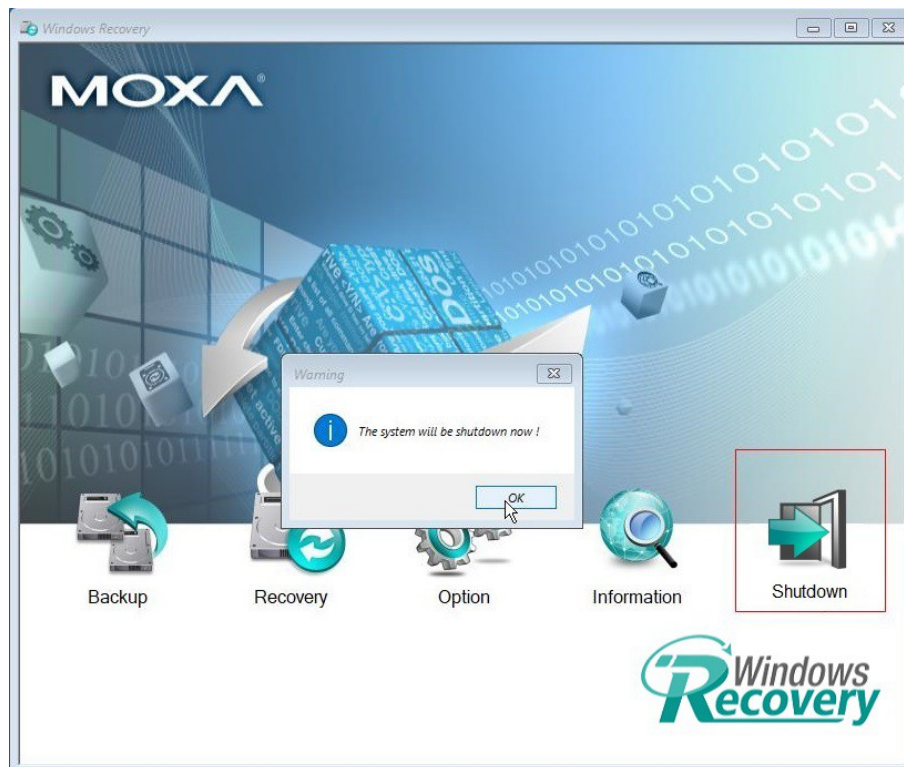 Windows Recovery
MOXA®
Warning
The system will be shutdown now !
OK
Backup
Recovery
Option
Information
Shutdown
Windows
Recovery